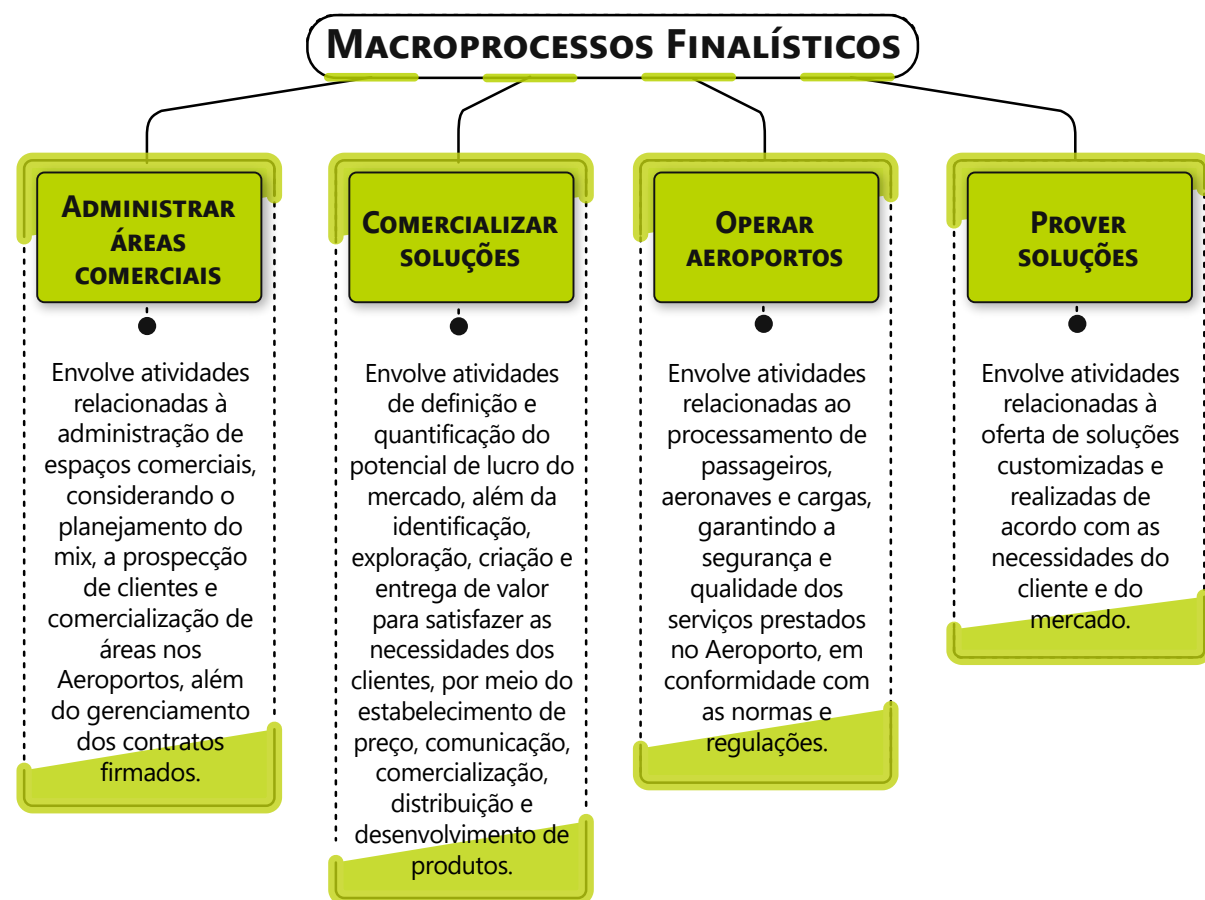 Macroprocessos Finalísticos
Administrar
áreas
comerciais
Envolve atividades
relacionadas à
administração de
espaços comerciais,
considerando o
planejamento do
mix, a prospecção
de clientes e
comercialização de
áreas nos
Aeroportos, além
do gerenciamento
dos contratos
firmados.
Comercializar
soluções
Envolve atividades
de definição e
quantificação do
potencial de lucro do
mercado, além da
identificação,
exploração, criação e
entrega de valor
para satisfazer as
necessidades dos
clientes, por meio do
estabelecimento de
preço, comunicação,
comercialização,
distribuição e
desenvolvimento de
produtos.
Operar
aeroportos
Envolve atividades
relacionadas ao
processamento de
passageiros,
aeronaves e cargas,
garantindo a
segurança e
qualidade dos
serviços prestados
no Aeroporto, em
conformidade com
as normas e
regulações.
Prover
soluções
Envolve atividades
relacionadas à
oferta de soluções
customizadas e
realizadas de
acordo com as
necessidades do
cliente e do
mercado.